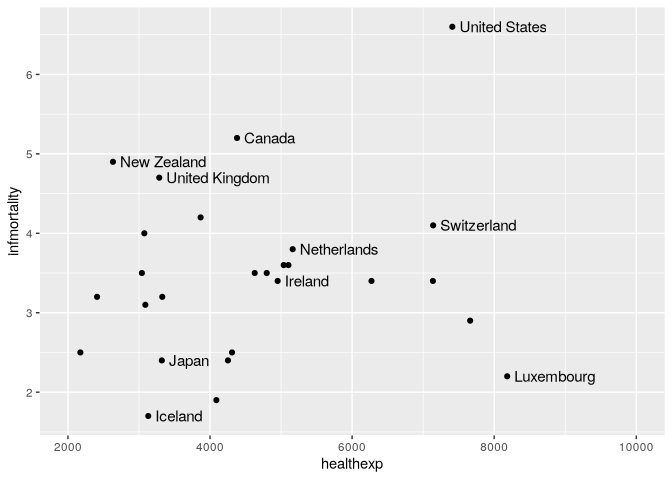 United States
6
Canada
5
New Zealand
United Kingdom
Switzerland
4
Netherlands
Ireland
3
Japan
Luxembourg
2
Iceland
infmortality
2000 4000 6000 8000 10000
healthexp